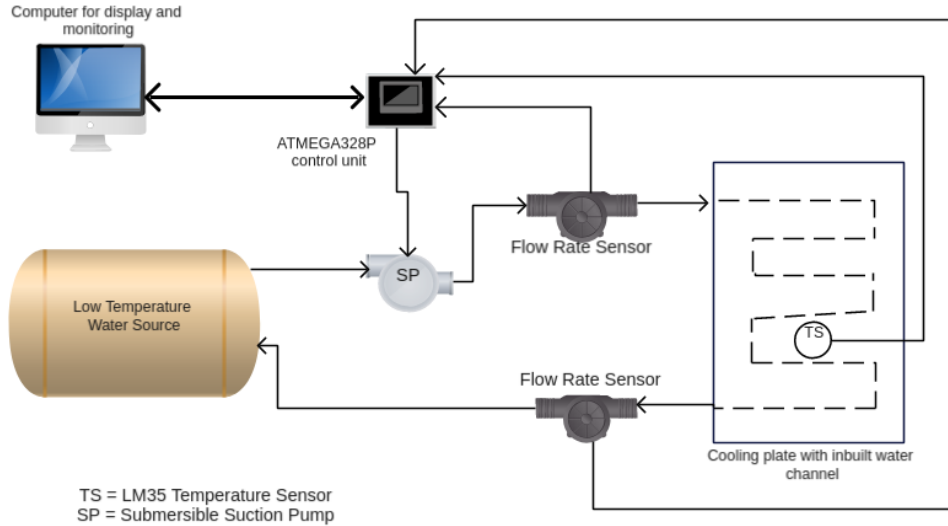 Computer for display and
monitoring
ATMEGA328P
control unit
Flow Rate Sensor
SP
Low Temperature
Water Source
TS
Flow Rate Sensor
Cooling plate with inbuilt water
channel
TS = LM35 Temperature Sensor
SP = Submersible Suction Pump